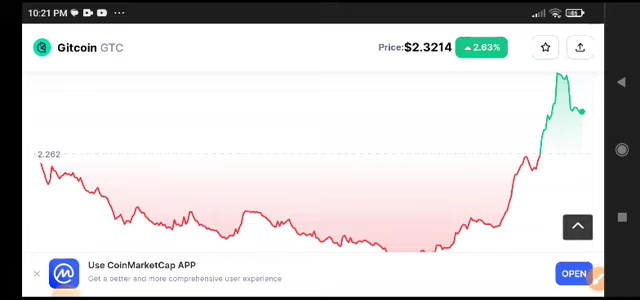 10:21 PM
Gitcoin GTC
Price: $2.3214 2.63%
2.262
Use CoinMarketCap APP
Get a better and more comprehensive user experience
OPEN